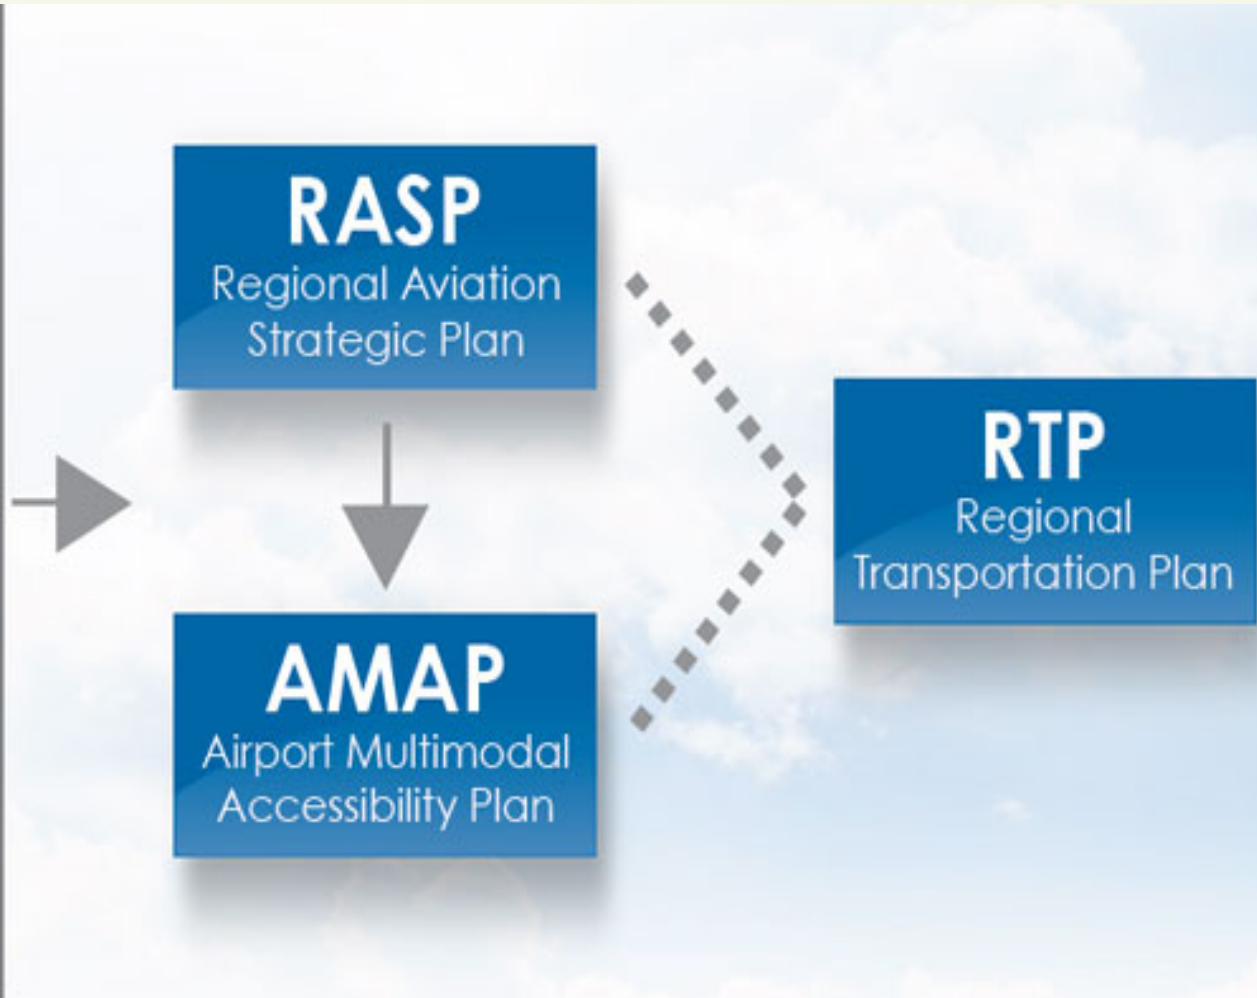 RASP
Regional Aviation
Strategic Plan
AMAP
Airport Multimodal
Accessibility Plan
RTP
Regional
Transportation Plan